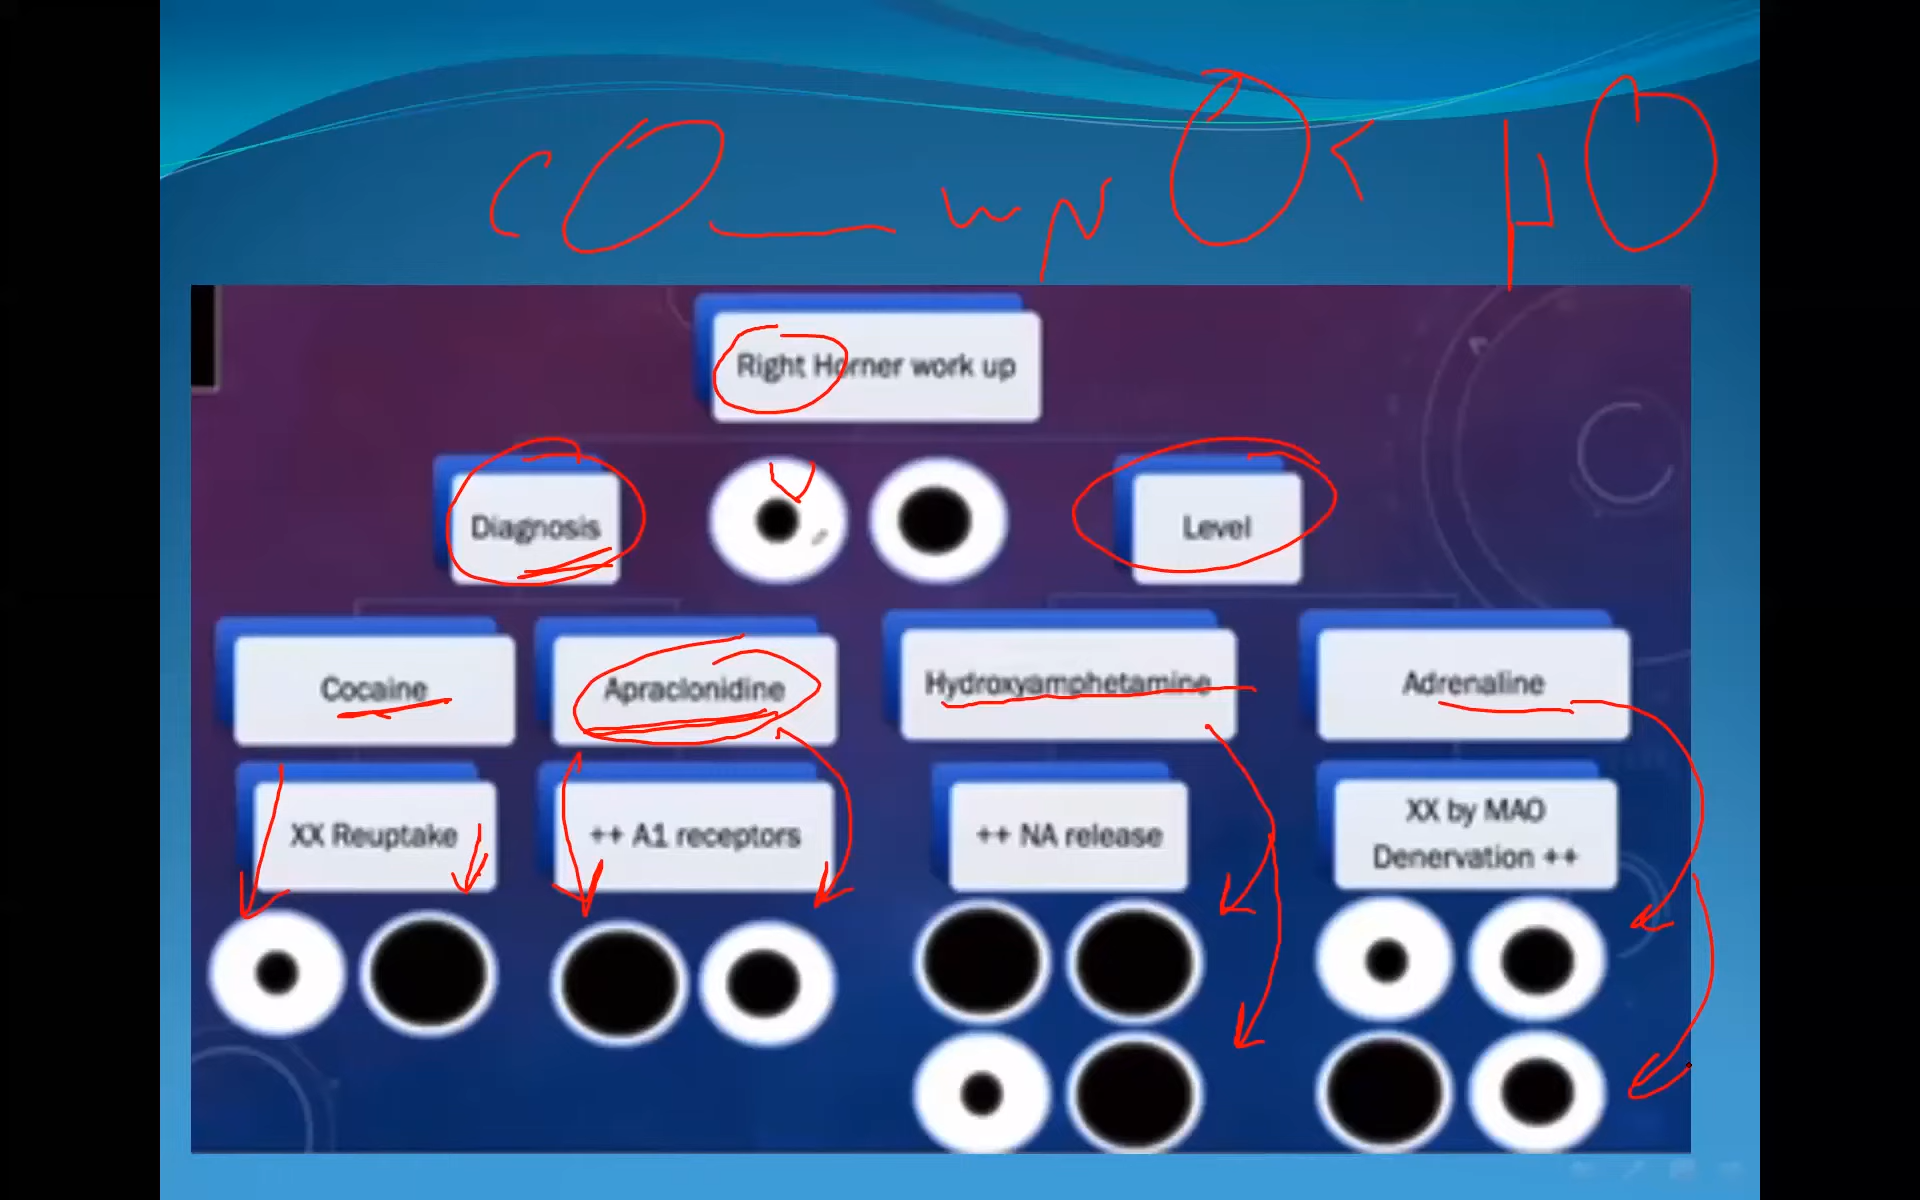 Right Horner work up
Diagnosis
Level
Cocaine
Apraclonidine
Hydroxyamphetamine
Adrenaline
XX Reuptake
++ A1 receptors
++ NA release
XX by MAO
Denervation ++